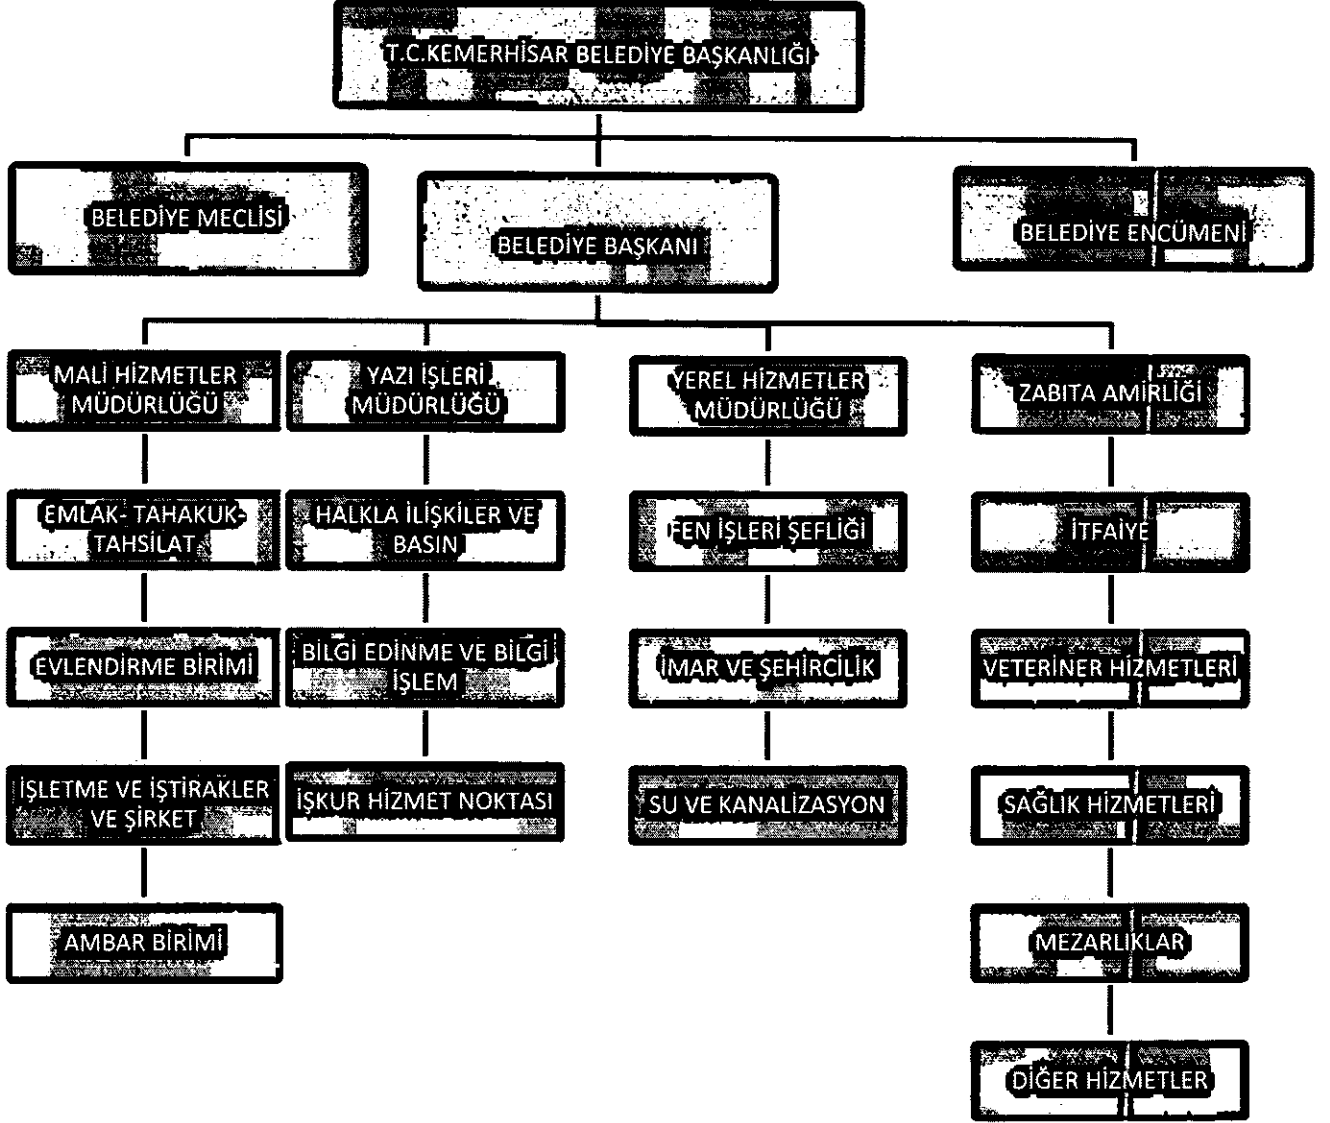 T.C.KEMERHİSAR BELEDİYE BAŞKANLIĞI
BELEDİYE MECLİSİ
BELEDİYE BAŞKANI
BELEDİYE ENCÜMENİ
MALİ HİZMETLER
MÜDÜRLÜĞÜ
EMLAK- TAHAKUK-
TAHSİLAT
EVLENDİRME BİRİMİ
İŞLETME VE İŞTİRAKLER
VE ŞİRKET
AMBAR BİRİMİ
YAZI İŞLERİ
MÜDÜRLÜĞÜ
HALKLA İLİŞKİLER VE
BASIN
BİLGİ EDİNME VE BİLGİ
İŞLEM
İŞKUR HİZMET NOKTASI
YEREL HİZMETLER
MÜDÜRLÜĞÜ
FEN İŞLERİ ŞEFLİĞİ
İMAR VE ŞEHİRCİLİK
SU VE KANALİZASYON
ZABITA AMİRLİĞİ
İTFAİYE
VETERİNER HİZMETLERİ
SAĞLIK HİZMETLERİ
MEZARLIKLAR
DİĞER HİZMETLER